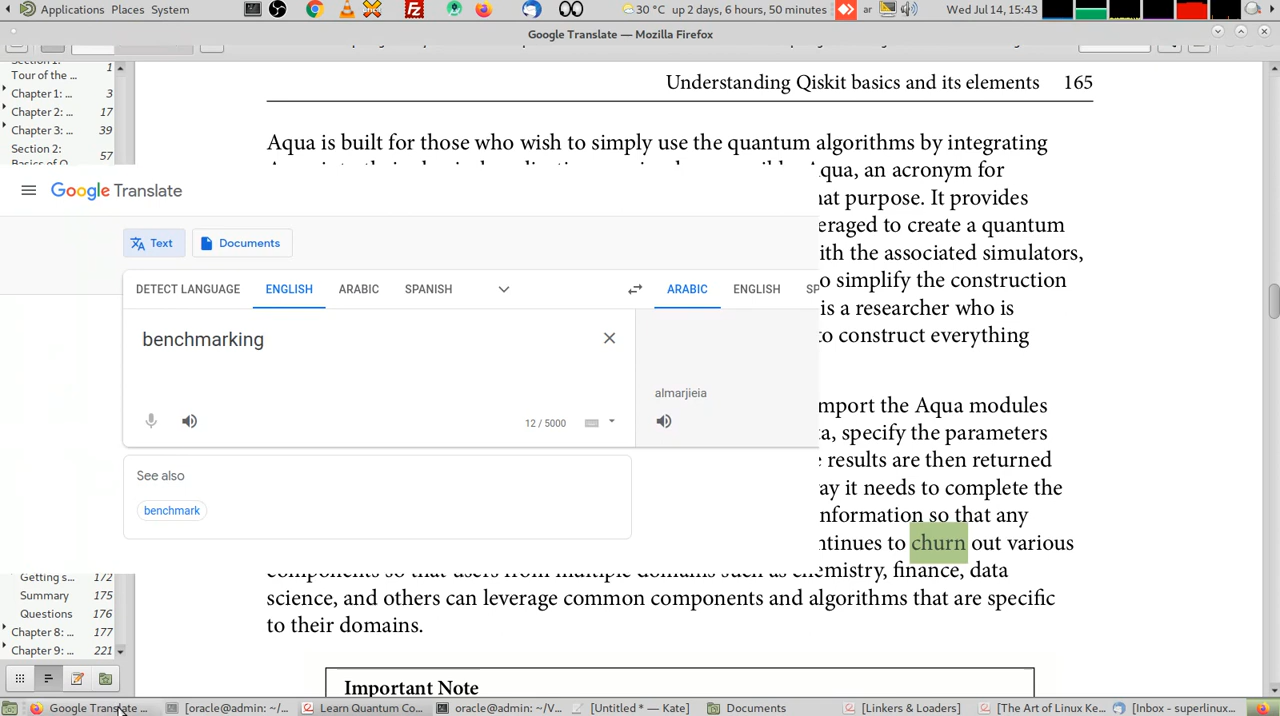 Applications Places System
30 °C up 2 days, 6 hours, 50 minutes
ar
Wed Jul 14, 15:43
Google Translate — Mozilla Firefox
Section 1:
Tour of the ... 1
Chapter 1: ... 3
Chapter 2: ... 17
Chapter 3: ... 39
Section 2: 57
Understanding Qiskit basics and its elements 165
Aqua is built for those who wish to simply use the quantum algorithms by integrating
Aqua, an acronym for
hat purpose. It provides
eraged to create a quantum
ith the associated simulators,
o simplify the construction
is a researcher who is
to construct everything
mport the Aqua modules
ta, specify the parameters
e results are then returned
ay it needs to complete the
nformation so that any
ntinues to churn out various
components so that users from multiple domains such as chemistry, finance, data
science, and others can leverage common components and algorithms that are specific
to their domains.
Important Note
Google Translate
Text
Documents
DETECT LANGUAGE
ENGLISH
ARABIC
SPANISH
ARABIC
ENGLISH
SP
benchmarking
12 / 5000
almarjieia
See also
benchmark
Getting s... 172
Summary 175
Questions 176
Chapter 8: ... 177
Chapter 9: ... 221
Google Translate ...
[oracle@admin: ~/...
Learn Quantum Co...
oracle@admin: ~/V...
[Untitled * — Kate]
Documents
[Linkers & Loaders]
[The Art of Linux Ke...
[Inbox - superlinux...